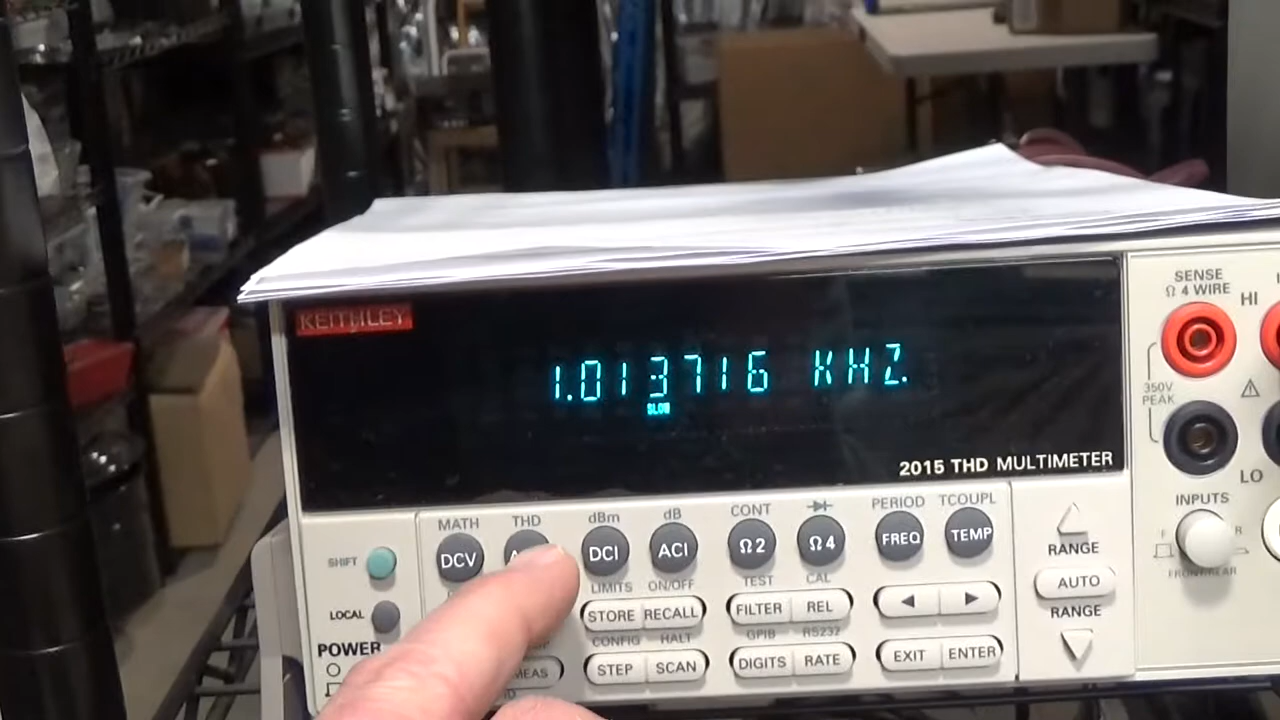 KEITHLEY
1.013716 KHZ.
SLOW
2015 THD MULTIMETER
SENSE
Ω 4 WIRE
HI
350V
PEAK
LO
INPUTS
F R
FRONT/REAR
MATH THD dBm dB CONT PERIOD TCOUPL
SHIFT DCV DCI ACI Ω2 Ω4 FREQ TEMP
RANGE
LIMITS ON/OFF TEST CAL
LOCAL STORE RECALL FILTER REL AUTO
CONFIG HALT GPIB RS232 RANGE
POWER STEP SCAN DIGITS RATE EXIT ENTER